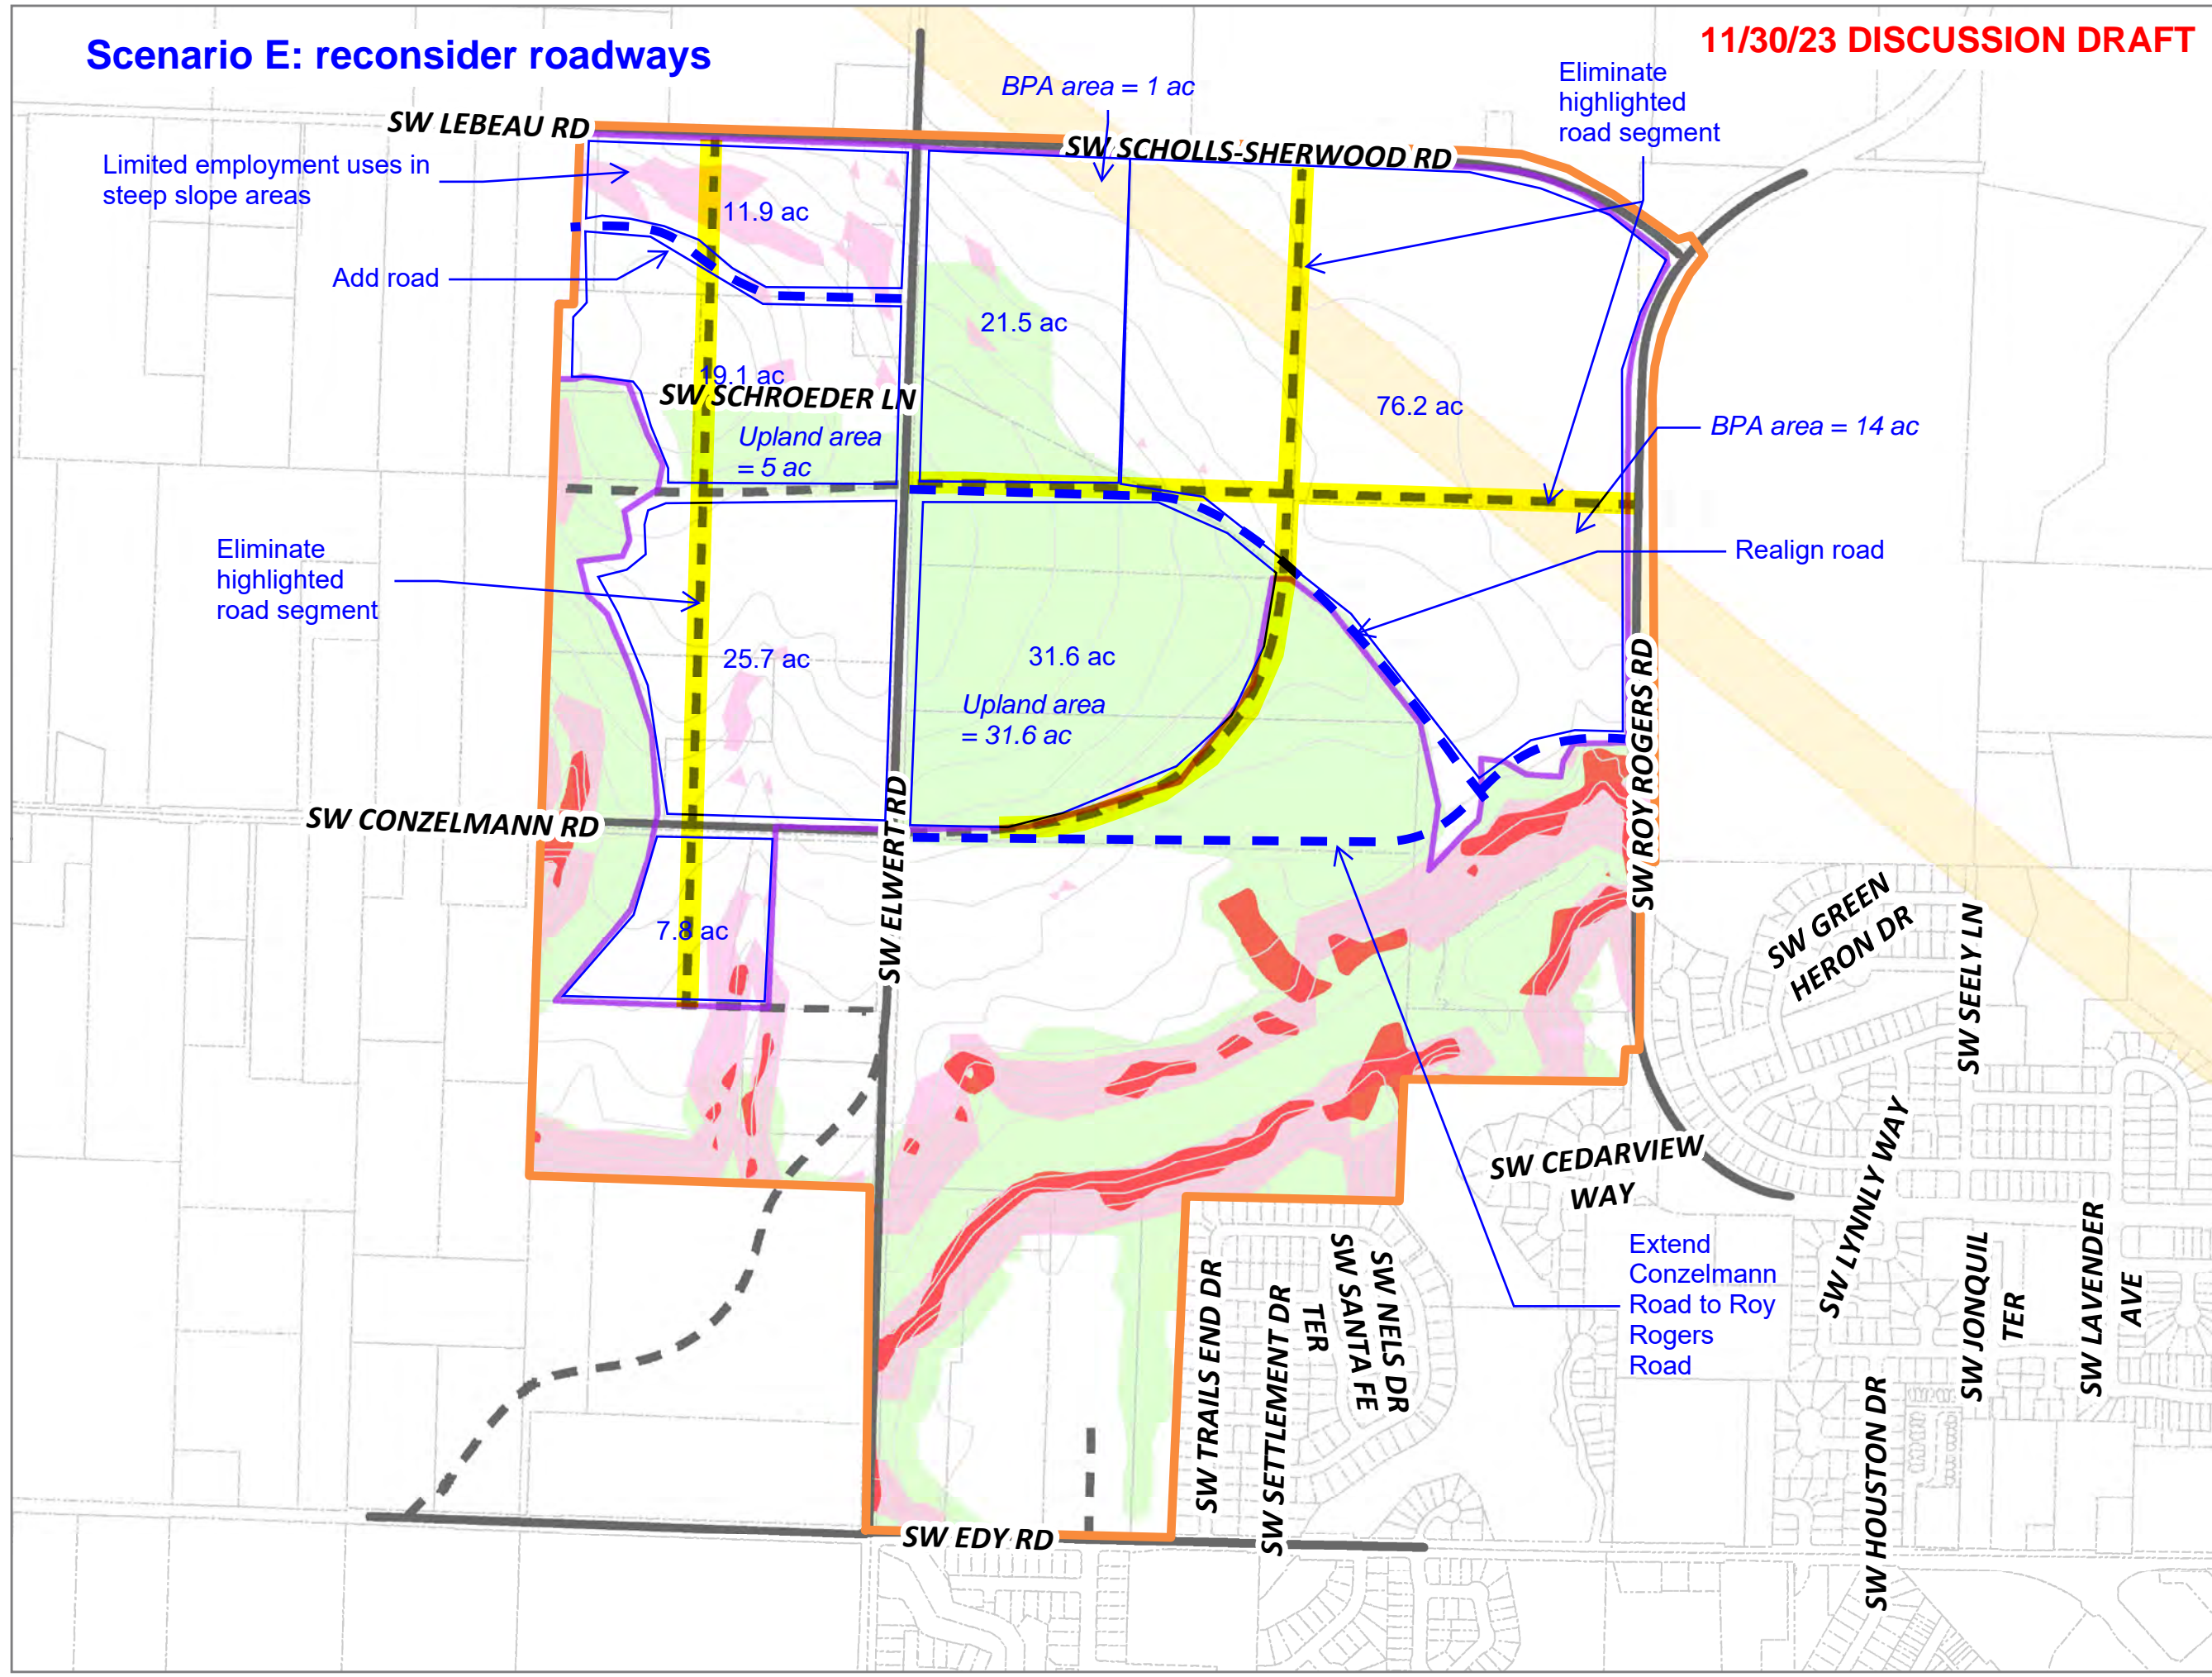 Scenario E: reconsider roadways
11/30/23 DISCUSSION DRAFT
BPA area = 1 ac
Eliminate
highlighted
road segment
SW LEBEAU RD
SW SCHOLLS-SHERWOOD RD
Limited employment uses in
steep slope areas
11.9 ac
Add road
21.5 ac
19.1 ac
SW SCHROEDER LN
76.2 ac
BPA area = 14 ac
Upland area
= 5 ac
Eliminate
highlighted
road segment
Realign road
25.7 ac
31.6 ac
Upland area
= 31.6 ac
SW ROY ROGERS RD
SW CONZELMANN RD
SW ELWERT RD
7.8 ac
SW GREEN
HERON DR
SW SEELY LN
SW CEDARVIEW
WAY
SW LYNNLY WAY
Extend
Conzelmann
Road to Roy
Rogers
Road
SW TRAILS END DR
SW SETTLEMENT DR
SW SANTA FE
TER
SW NELS DR
SW JONQUIL
TER
SW LAVENDER
AVE
SW HOUSTON DR
SW EDY RD